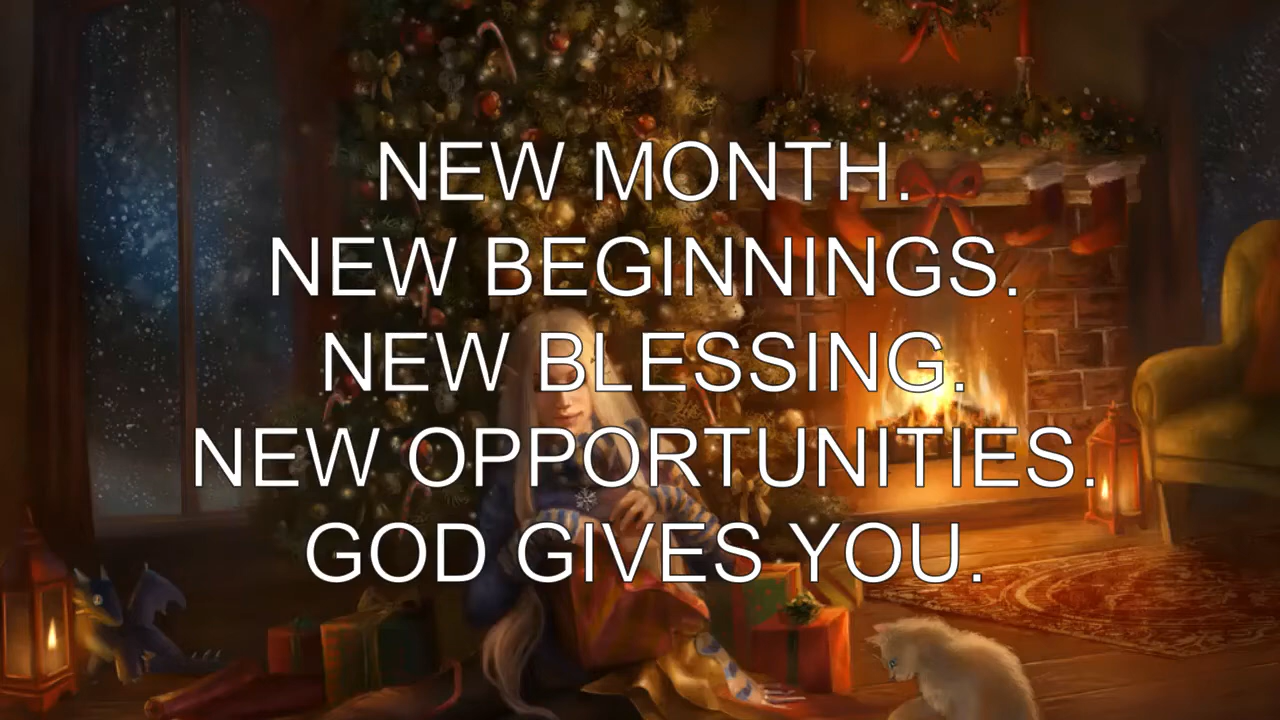 NEW MONTH.
NEW BEGINNINGS.
NEW BLESSING.
NEW OPPORTUNITIES.
GOD GIVES YOU.